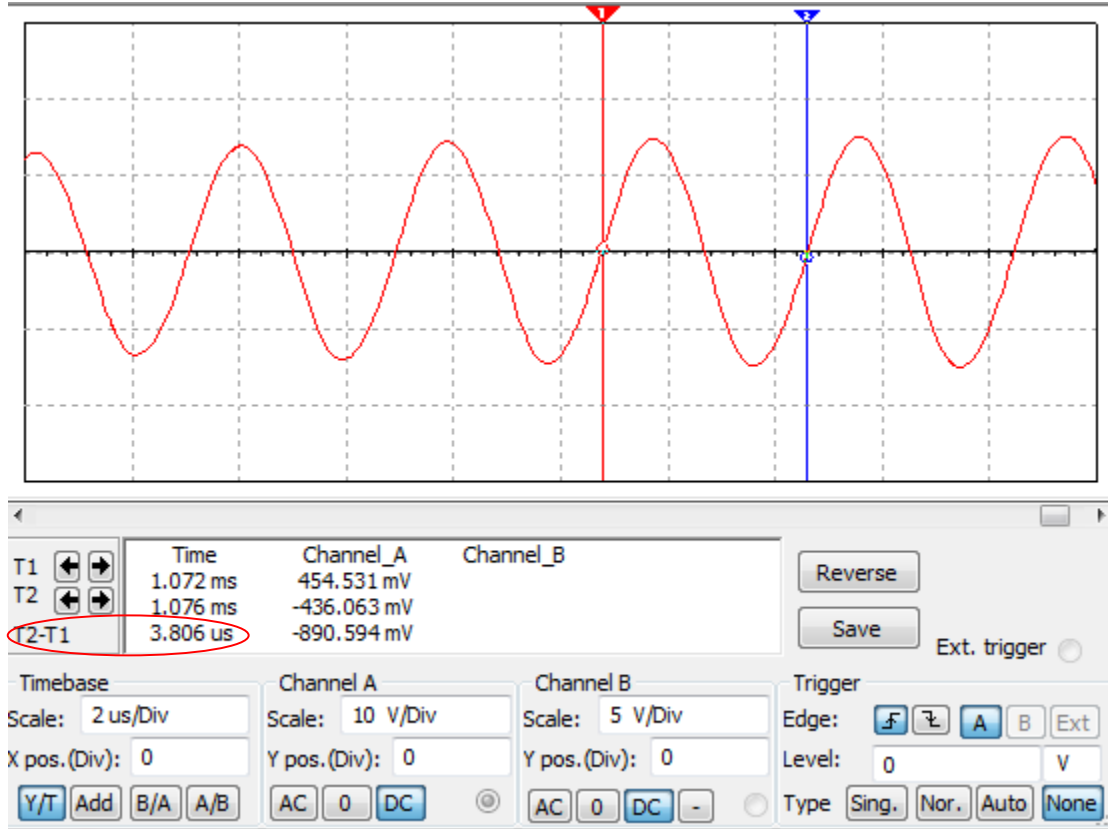 1 2
Time Channel_A Channel_B
T1 1.072 ms 454.531 mV
T2 1.076 ms -436.063 mV
T2-T1 3.806 us -890.594 mV
Reverse
Save
Ext. trigger
Timebase Channel A Channel B Trigger
Scale: 2 us/Div Scale: 10 V/Div Scale: 5 V/Div Edge: A B Ext
X pos.(Div): 0 Y pos.(Div): 0 Y pos.(Div): 0 Level: 0 V
Y/T Add B/A A/B AC 0 DC AC 0 DC - Type Sing. Nor. Auto None